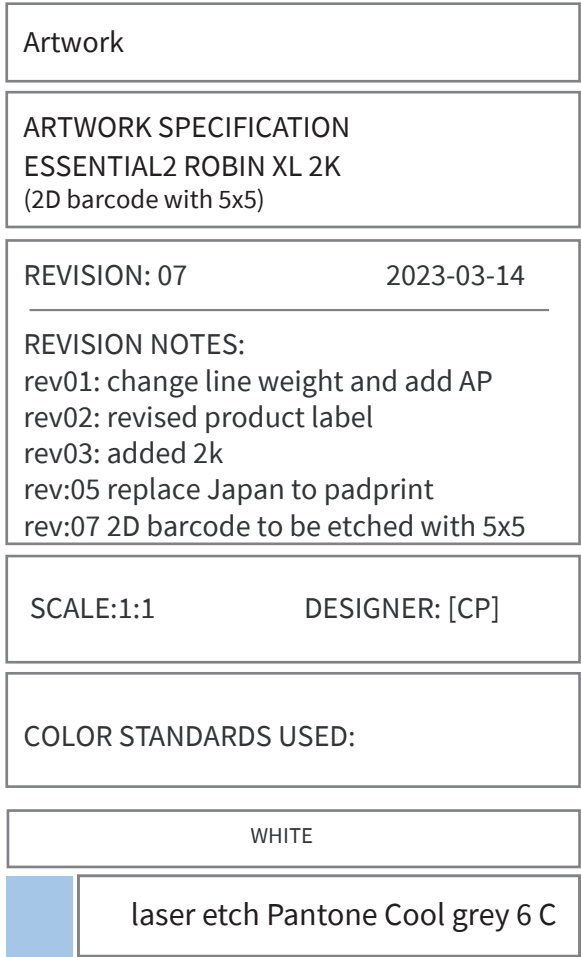 Artwork
ARTWORK SPECIFICATION
ESSENTIAL2 ROBIN XL 2K
(2D barcode with 5x5)
REVISION: 07 2023-03-14
REVISION NOTES:
rev01: change line weight and add AP
rev02: revised product label
rev03: added 2k
rev:05 replace Japan to padprint
rev:07 2D barcode to be etched with 5x5
SCALE:1:1 DESIGNER: [CP]
COLOR STANDARDS USED:
WHITE
laser etch Pantone Cool grey 6 C